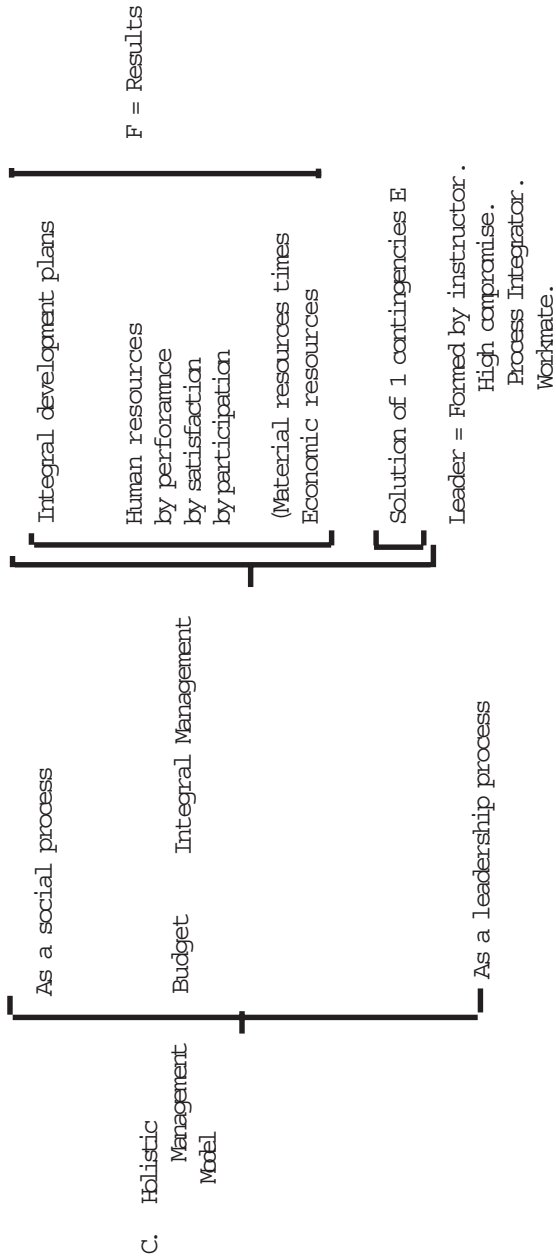 C. Holistic
Management
Model
As a social process
Budget
Integral Management
As a leadership process
Integral development plans
Human resources
by perforamnce
by satisfaction
by participation
(Material resources times
Economic resources
Solution of l contingencies E
Leader = Formed by instructor.
High compromise.
Process Integrator.
Workmate.
F = Results